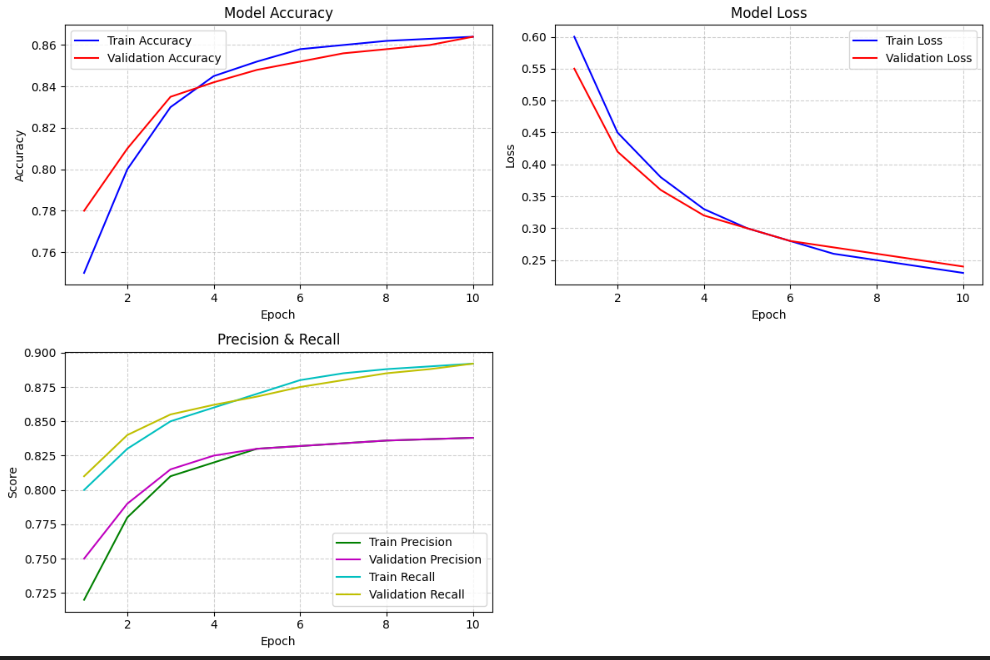 Model Accuracy
Train Accuracy
Validation Accuracy
0.86
0.84
0.82
0.80
0.78
0.76
Accuracy
2 4 6 8 10
Epoch
Model Loss
Train Loss
Validation Loss
0.60
0.55
0.50
0.45
0.40
0.35
0.30
0.25
Loss
2 4 6 8 10
Epoch
Precision & Recall
0.900
0.875
0.850
0.825
0.800
0.775
0.750
0.725
Score
Train Precision
Validation Precision
Train Recall
Validation Recall
2 4 6 8 10
Epoch